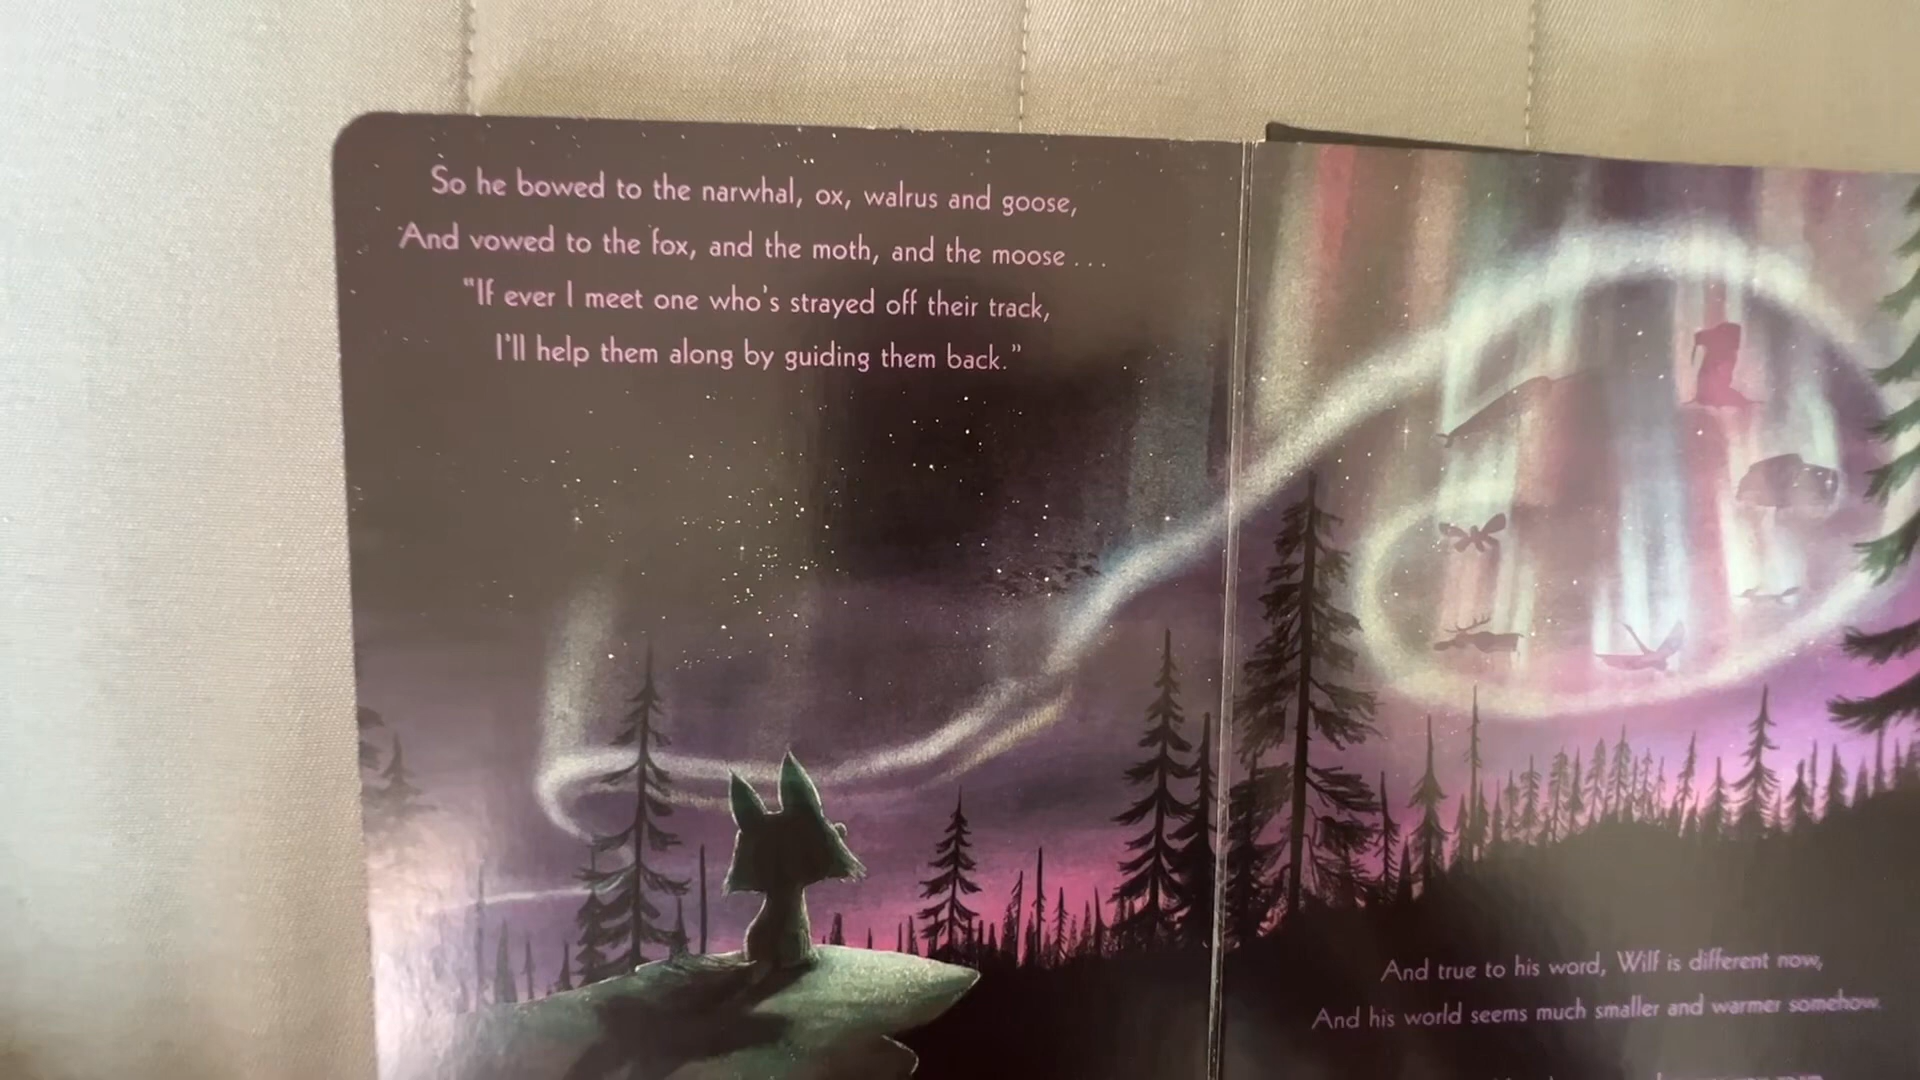 So he bowed to the narwhal, ox, walrus and goose,
And vowed to the fox, and the moth, and the moose . . .
"If ever I meet one who's strayed off their track,
I'll help them along by guiding them back."
And true to his word, Wilf is different now,
And his world seems much smaller and warmer somehow.